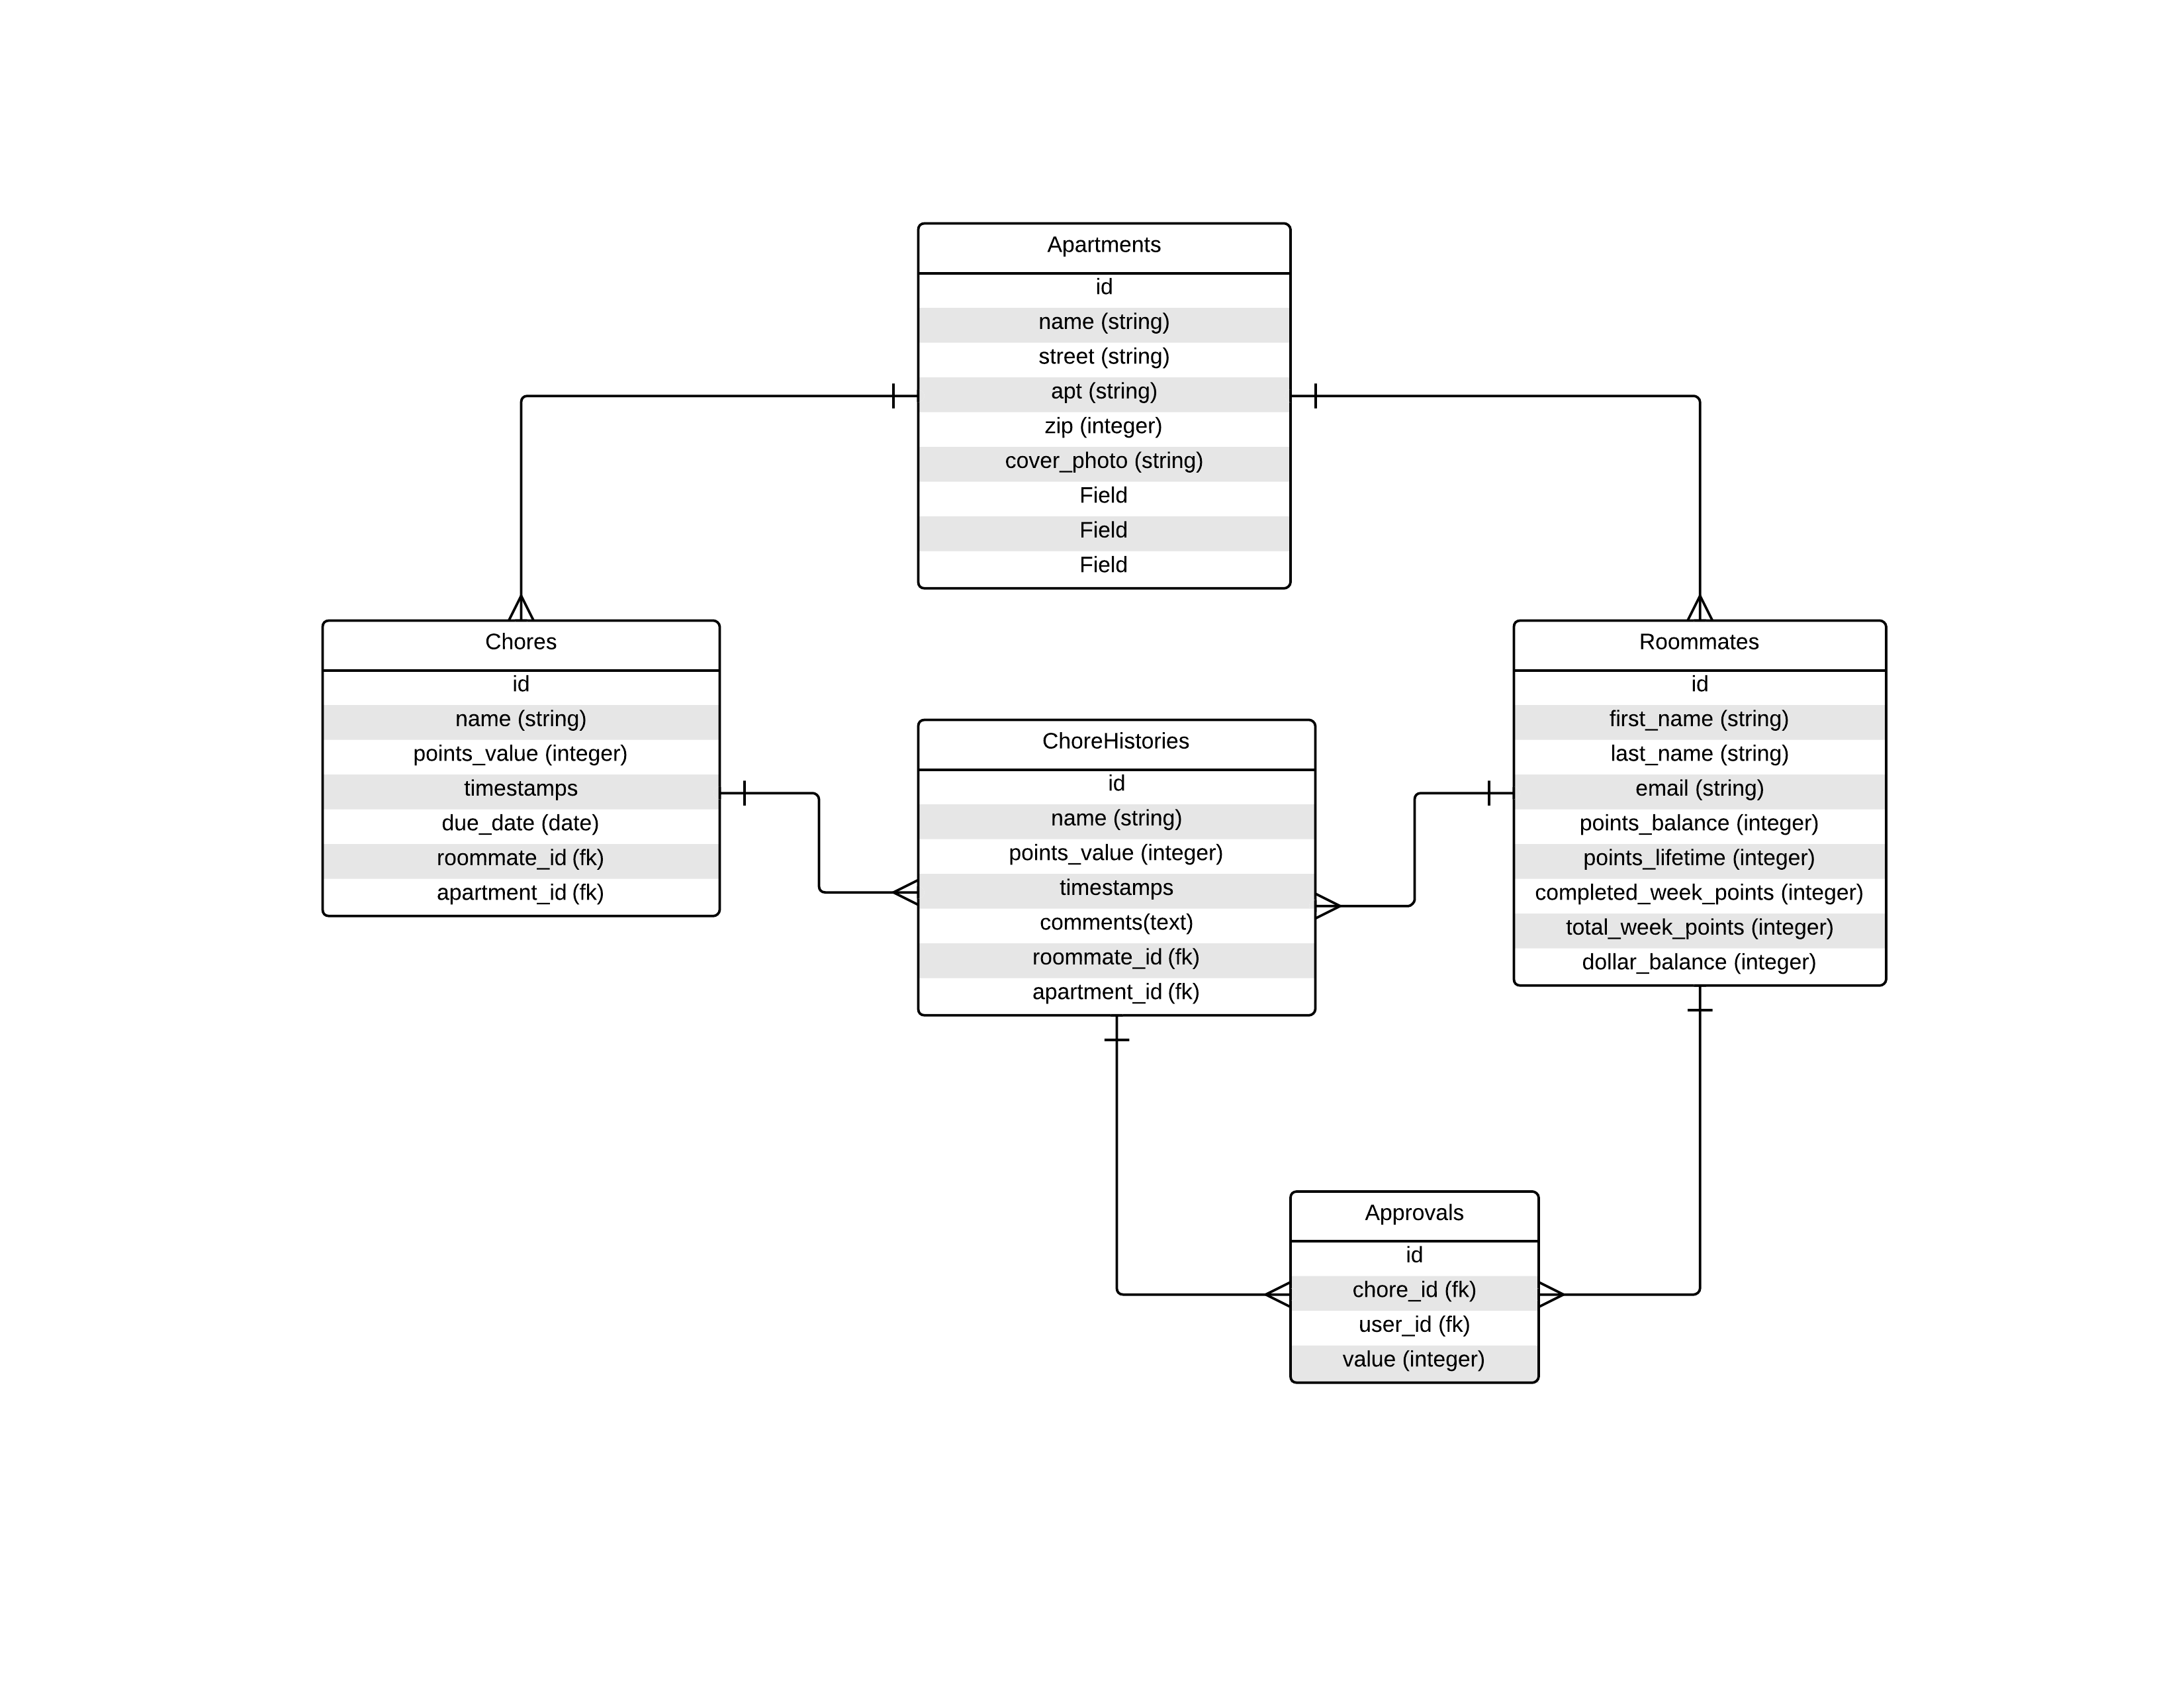 Apartments
id
name (string)
street (string)
apt (string)
zip (integer)
cover_photo (string)
Field
Field
Field
Chores
id
name (string)
points_value (integer)
timestamps
due_date (date)
roommate_id (fk)
apartment_id (fk)
ChoreHistories
id
name (string)
points_value (integer)
timestamps
comments(text)
roommate_id (fk)
apartment_id (fk)
Roommates
id
first_name (string)
last_name (string)
email (string)
points_balance (integer)
points_lifetime (integer)
completed_week_points (integer)
total_week_points (integer)
dollar_balance (integer)
Approvals
id
chore_id (fk)
user_id (fk)
value (integer)